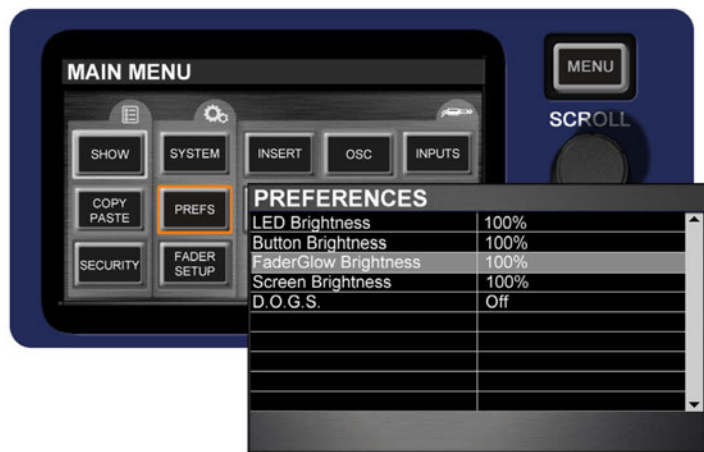 MAIN MENU
MENU
SCROLL
SHOW
SYSTEM
INSERT
OSC
INPUTS
COPY
PASTE
PREFS
SECURITY
FADER
SETUP
PREFERENCES
LED Brightness 100%
Button Brightness 100%
FaderGlow Brightness 100%
Screen Brightness 100%
D.O.G.S. Off